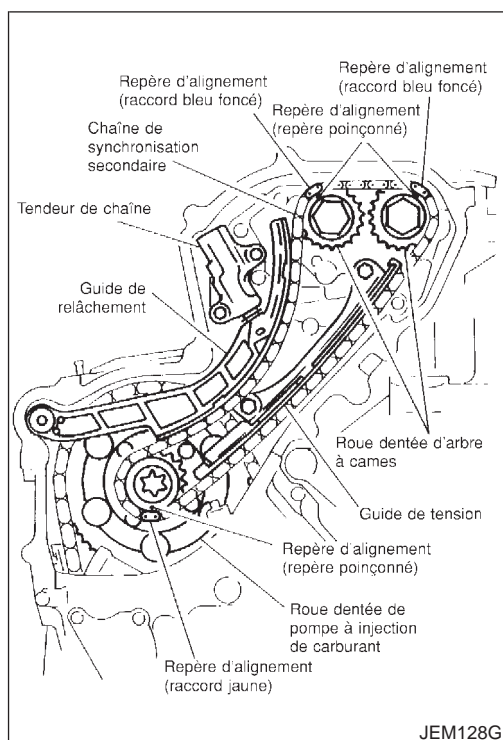 Repère d'alignement
(raccord bleu foncé)
Repère d'alignement
(raccord bleu foncé)
Repère d'alignement
(repère poinçonné)
Chaîne de
synchronisation
secondaire
Tendeur de chaîne
Guide de
relâchement
Roue dentée d'arbre
à cames
Guide de tension
Repère d'alignement
(repère poinçonné)
Roue dentée de
pompe à injection
de carburant
Repère d'alignement
(raccord jaune)
JEM128G